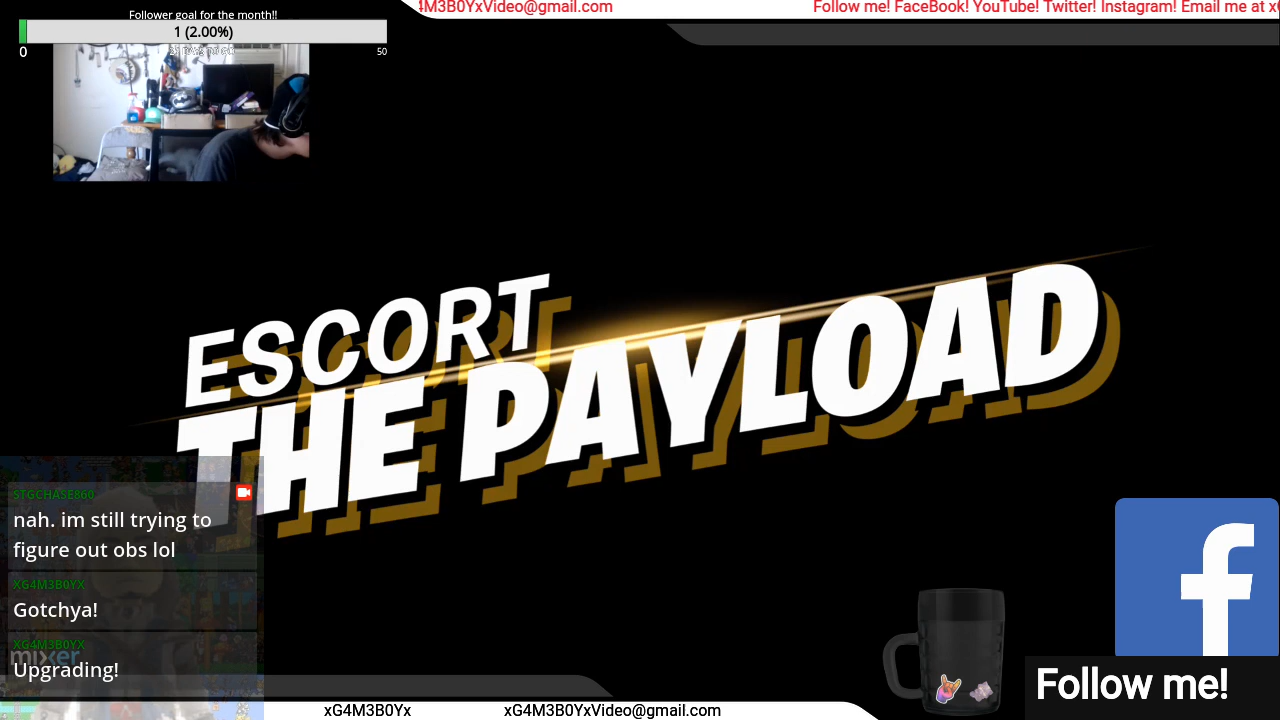 Follower goal for the month!!
1 (2.00%)
0
50
4M3B0YxVideo@gmail.com
Follow me! FaceBook! YouTube! Twitter! Instagram! Email me at x
ESCORT
THE PAYLOAD
STGCHASE860
nah. im still trying to
figure out obs lol
XG4M3B0YX
Gotchya!
XG4M3B0YX
Upgrading!
mixer
f
Follow me!
xG4M3B0Yx
xG4M3B0YxVideo@gmail.com